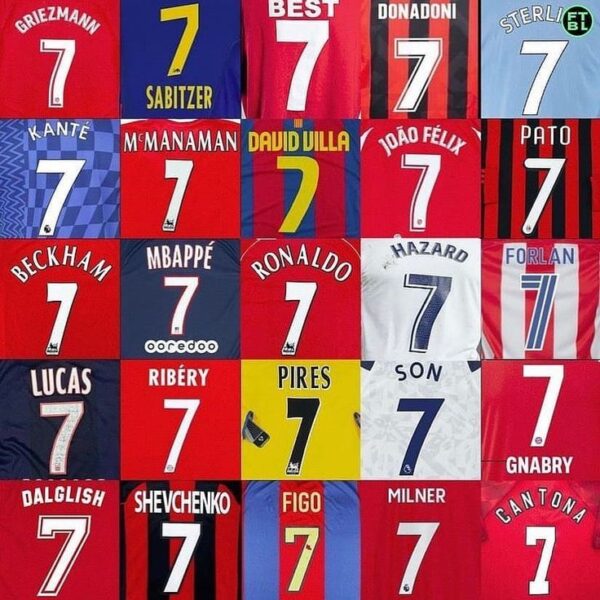 GRIEZMANN
7
7
SABITZER
BEST
7
DONADONI
7
STERLI
7
FT
BL
KANTÉ
7
McMANAMAN
7
DAVID VILLA
7
JOÃO FÉLIX
7
PATO
7
BECKHAM
7
MBAPPÉ
7
ooredoo
RONALDO
7
HAZARD
7
FORLAN
7
LUCAS
7
RIBÉRY
7
PIRES
7
SON
7
7
GNABRY
DALGLISH
7
SHEVCHENKO
7
FIGO
7
MILNER
7
CANTONA
7